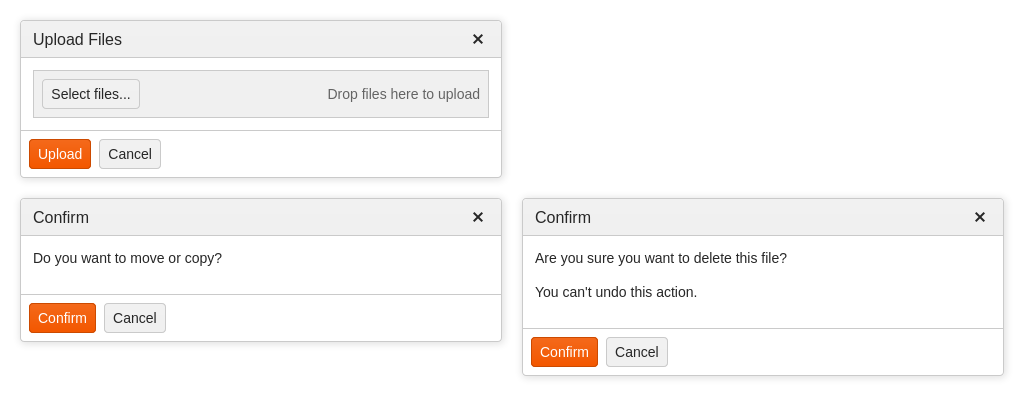 Upload Files ✕
Select files... Drop files here to upload
Upload Cancel
Confirm ✕
Do you want to move or copy?
Confirm Cancel
Confirm ✕
Are you sure you want to delete this file?
You can't undo this action.
Confirm Cancel